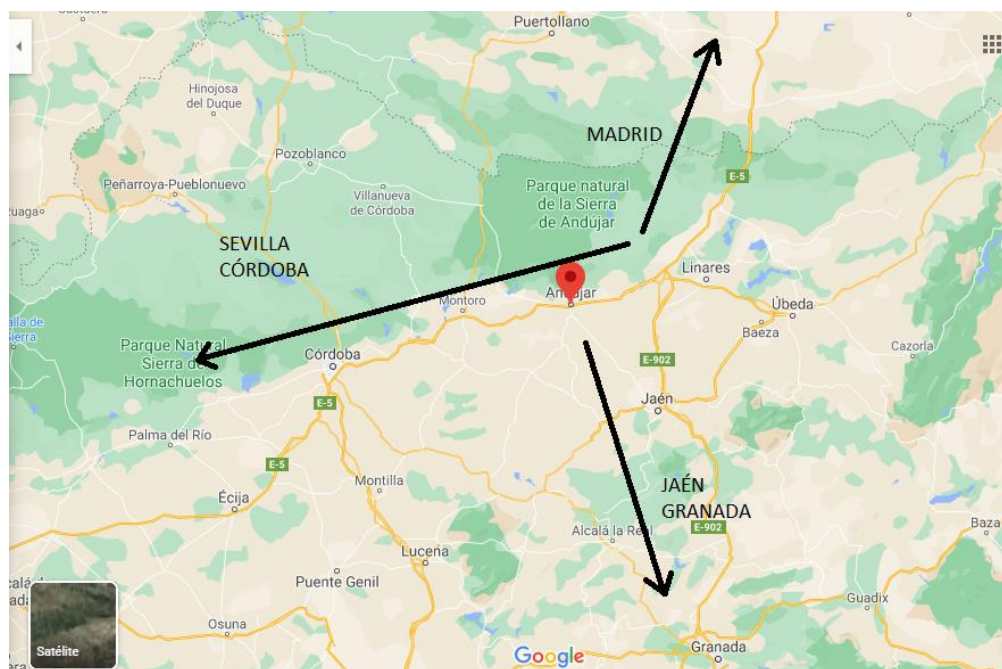 Puertollano
Hinojosa
del Duque
MADRID
E-5
Pozoblanco
Peñarroya-Pueblonuevo
Villanueva
de Córdoba
Parque natural
de la Sierra
de Andújar
SEVILLA
CÓRDOBA
Linares
Andújar
Montoro
Úbeda
Baeza
Parque Natural
Sierra de
Hornachuelos
Córdoba
Cazorla
E-902
E-5
Jaén
Palma del Río
E-5
Montilla
JAÉN
GRANADA
Écija
E-902
Alcalá la Real
Baza
Lucena
Puente Genil
Guadix
Osuna
Granada
Satélite
Google